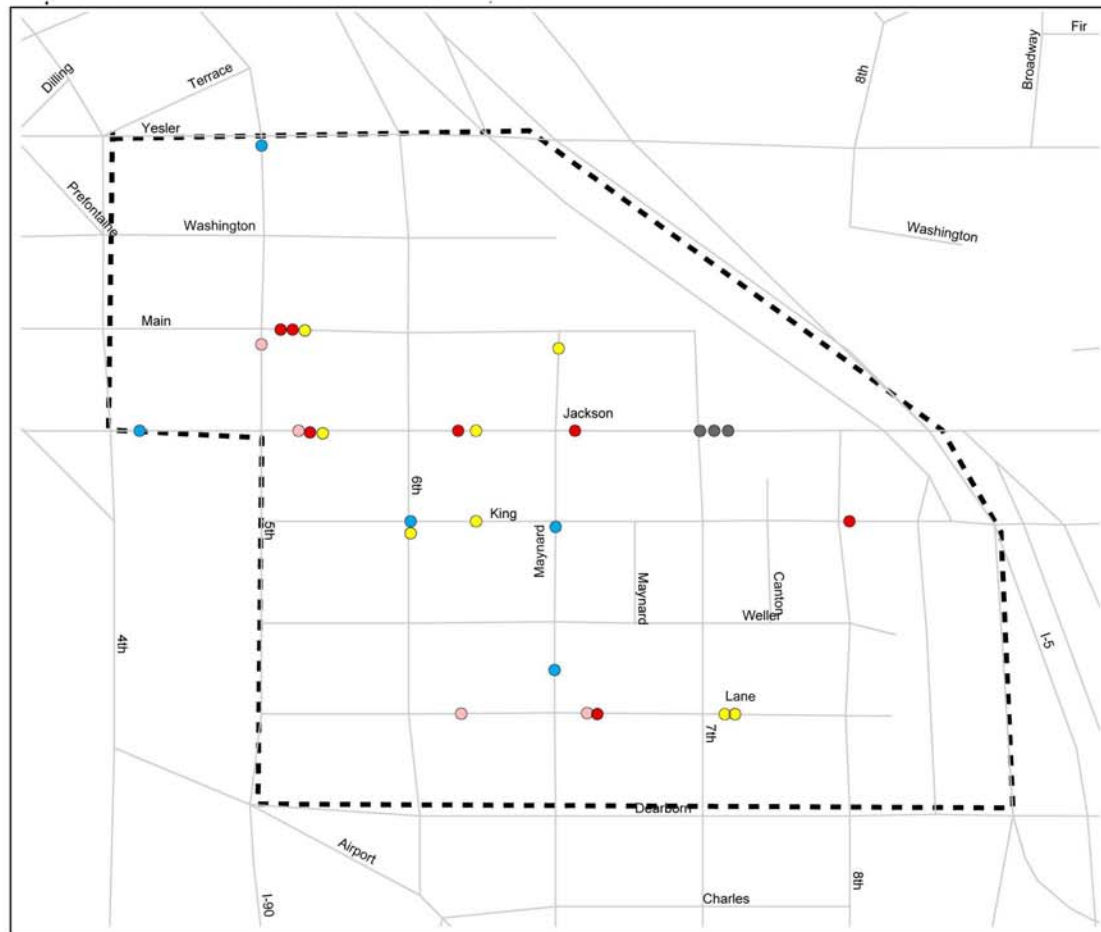 Fir
Broadway
8th
Dilling
Terrace
Yesler
Prefontaine
Washington
Washington
Main
Jackson
6th
King
5th
Maynard
Maynard
Canton
Weller
4th
I-5
Lane
7th
Dearborn
Airport
8th
I-90
Charles